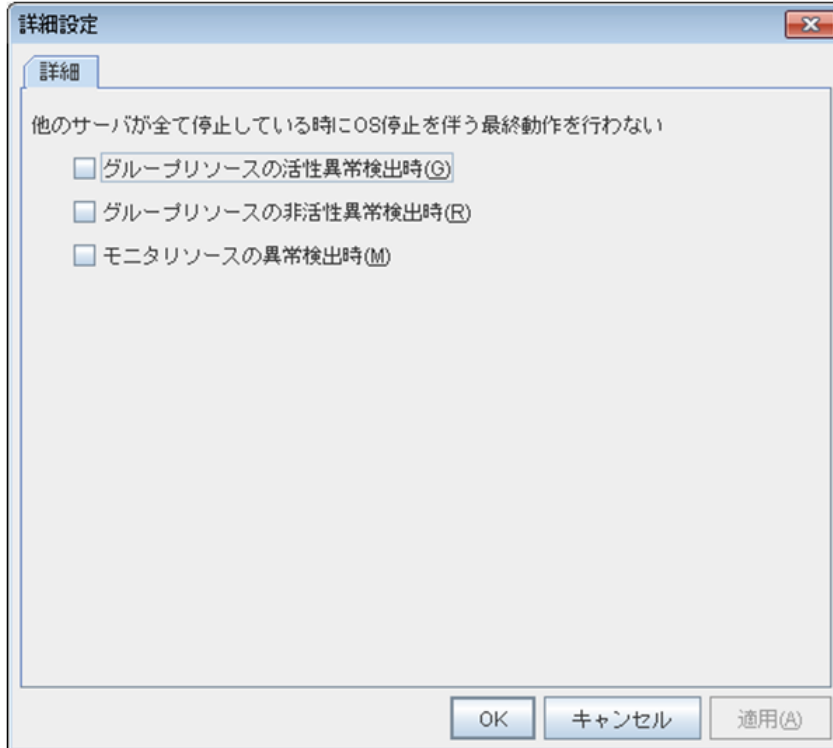 詳細設定
詳細
他のサーバが全て停止している時にOS停止を伴う最終動作を行わない
グループリソースの活性異常検出時(G)
グループリソースの非活性異常検出時(R)
モニタリソースの異常検出時(M)
OK キャンセル 適用(A)